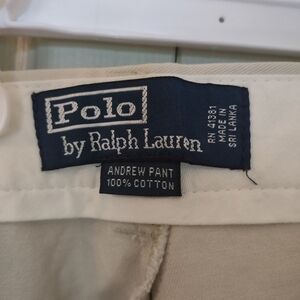 Polo
by Ralph Lauren
RN 41381
MADE IN
SRI LANKA
ANDREW PANT
100% COTTON